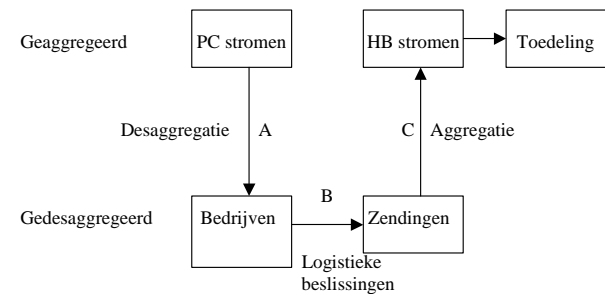 Geaggregeerd
PC stromen
HB stromen
Toedeling
Desaggregatie
A
C
Aggregatie
Gedesaggregeerd
Bedrijven
B
Zendingen
Logistieke
beslissingen